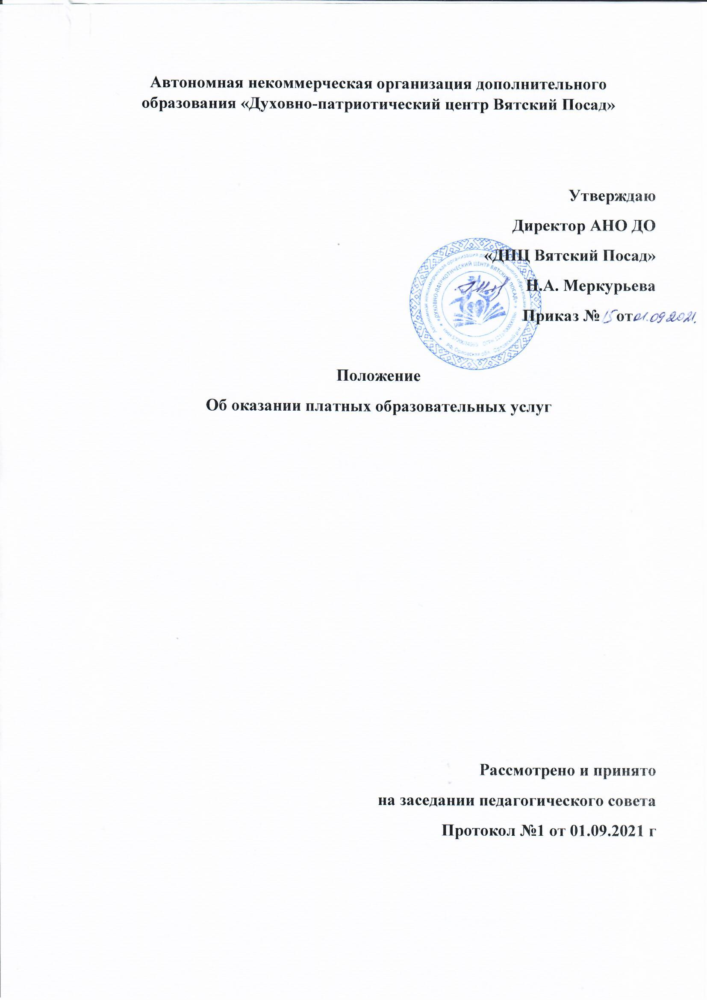 Автономная некоммерческая организация дополнительного
образования «Духовно-патриотический центр Вятский Посад»
Утверждаю
Директор АНО ДО
«ДПЦ Вятский Посад»
Н.А. Меркурьева
Приказ № 15 от 01.09.2021.
Автономная некоммерческая организация дополнительного образования
«ДУХОВНО-ПАТРИОТИЧЕСКИЙ ЦЕНТР ВЯТСКИЙ ПОСАД»
ИНН ОГРН
РФ, Орловская обл., Орловский р-н
Положение
Об оказании платных образовательных услуг
Рассмотрено и принято
на заседании педагогического совета
Протокол №1 от 01.09.2021 г